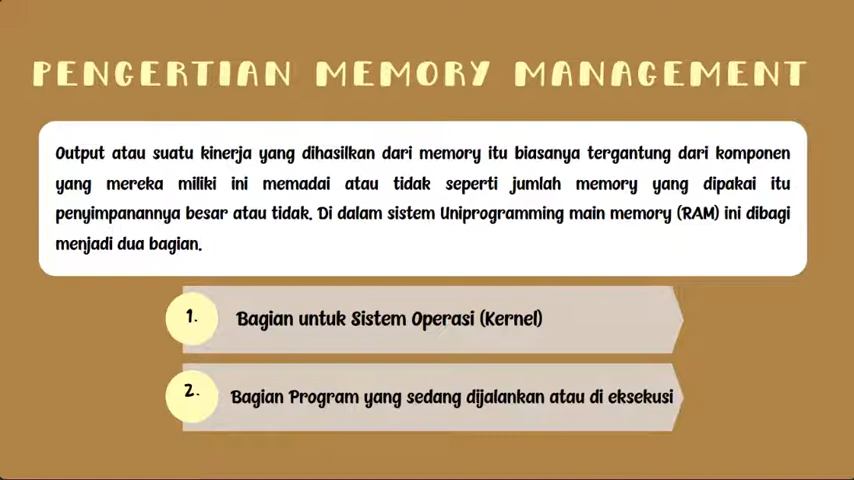 PENGERTIAN MEMORY MANAGEMENT
Output atau suatu kinerja yang dihasilkan dari memory itu biasanya tergantung dari komponen
yang mereka miliki ini memadai atau tidak seperti jumlah memory yang dipakai itu
penyimpanannya besar atau tidak. Di dalam sistem Uniprogramming main memory (RAM) ini dibagi
menjadi dua bagian.
1. Bagian untuk Sistem Operasi (Kernel)
2. Bagian Program yang sedang dijalankan atau di eksekusi